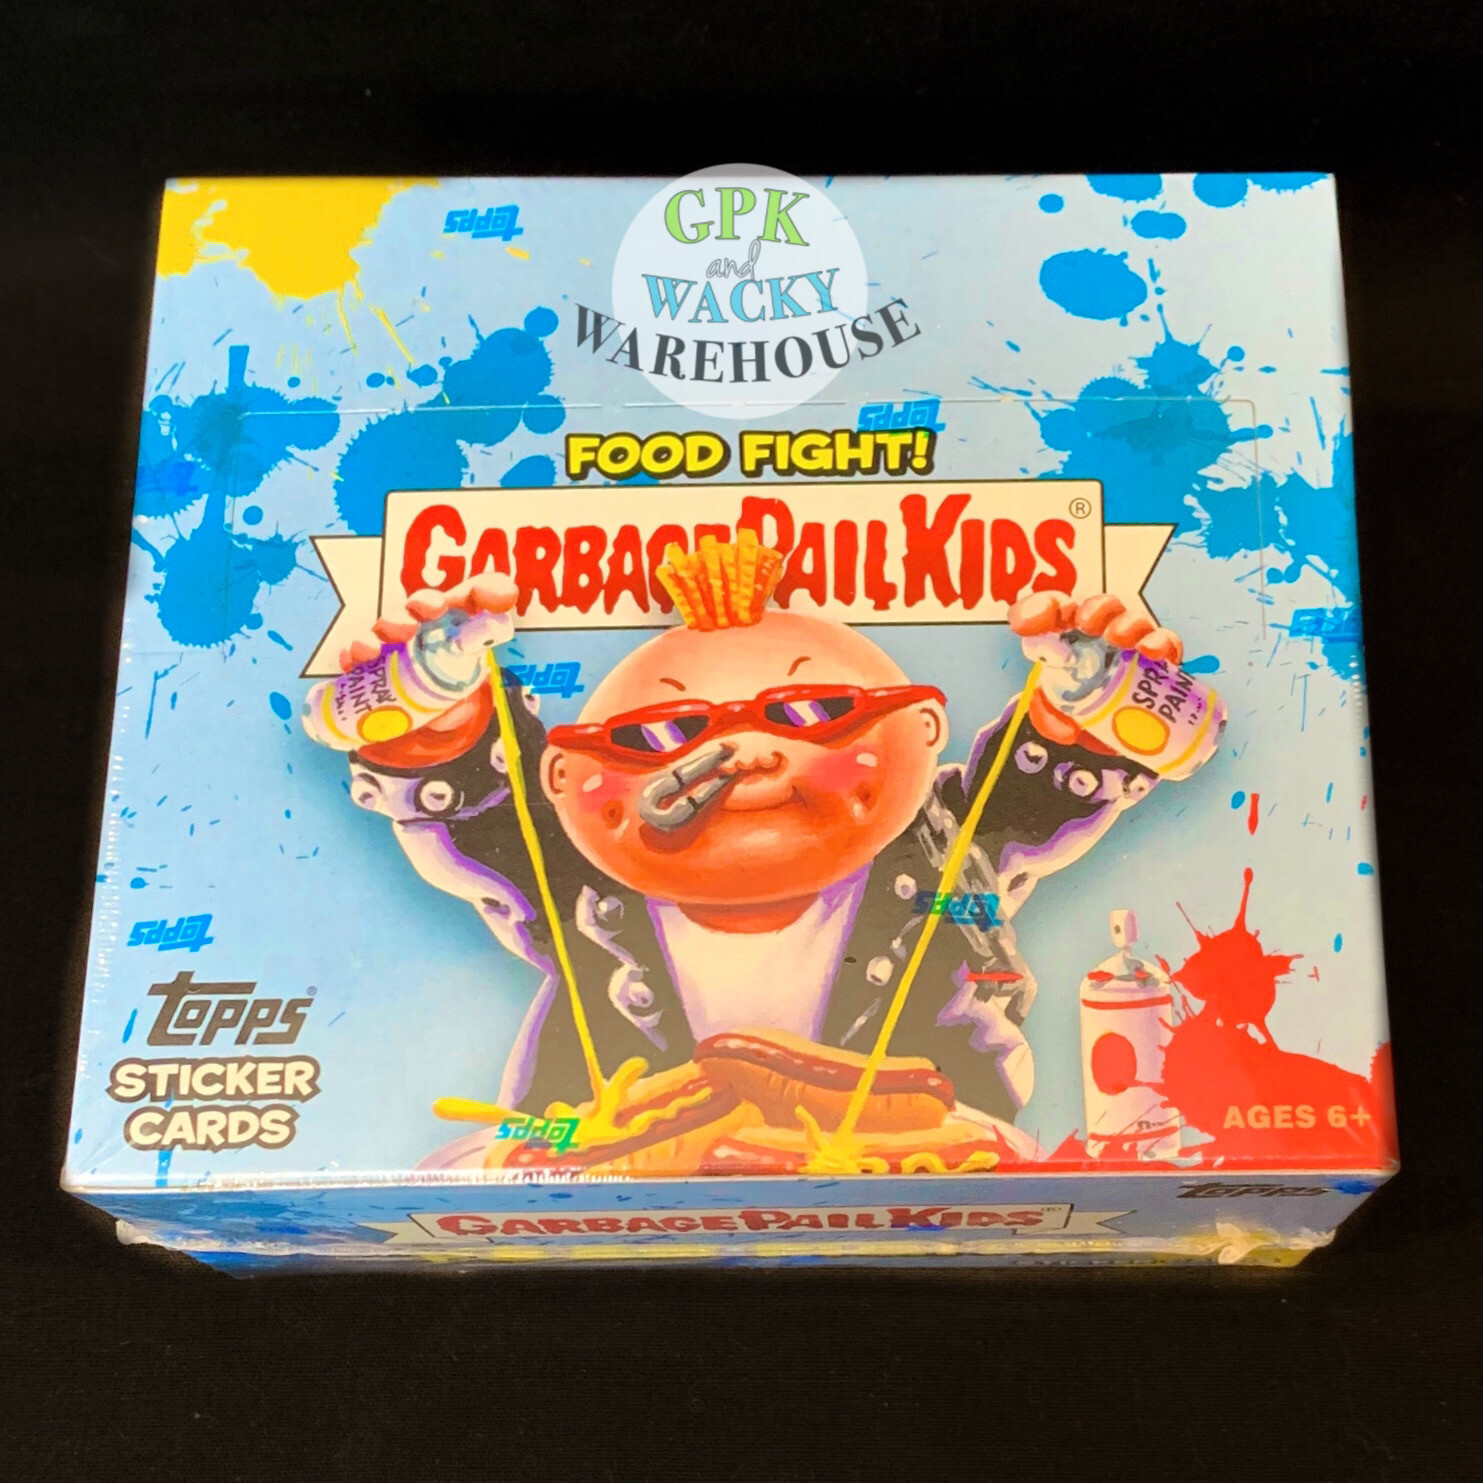 GPK
and
WACKY
WAREHOUSE
topps
topps
FOOD FIGHT!
GARBAGE PAIL KIDS®
SPRAY
PAINT
SPRAY
PAINT
topps
topps
topps
topps
topps®
STICKER
CARDS
AGES 6+
topps
GARBAGE PAIL KIDS®
topps